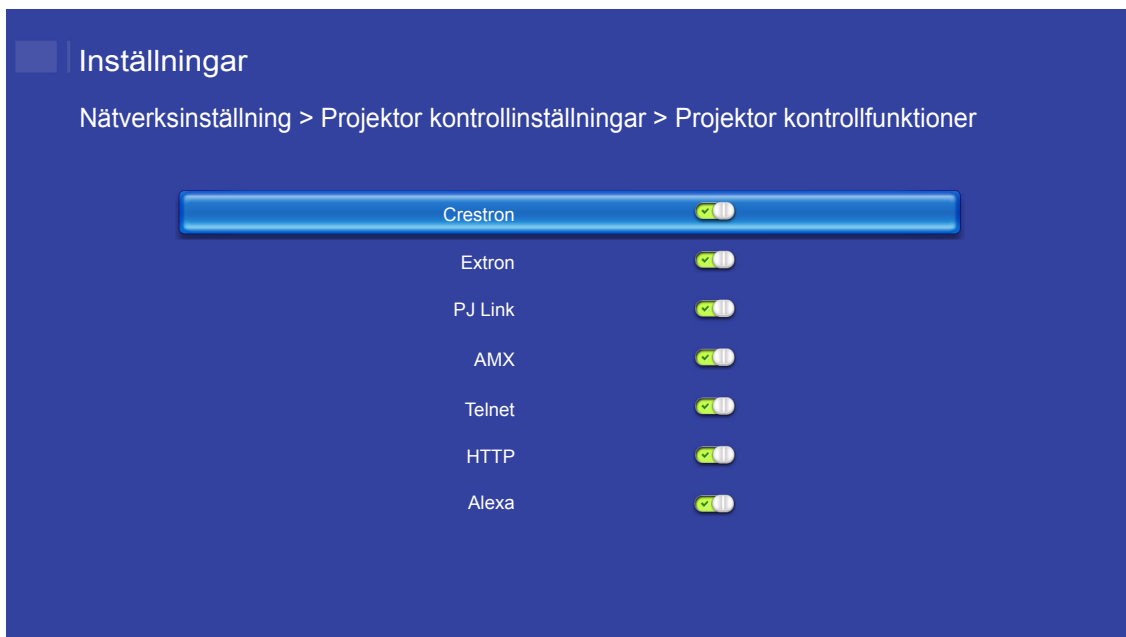 Inställningar
Nätverksinställning > Projektor kontrollinställningar > Projektor kontrollfunktioner
Crestron
Extron
PJ Link
AMX
Telnet
HTTP
Alexa